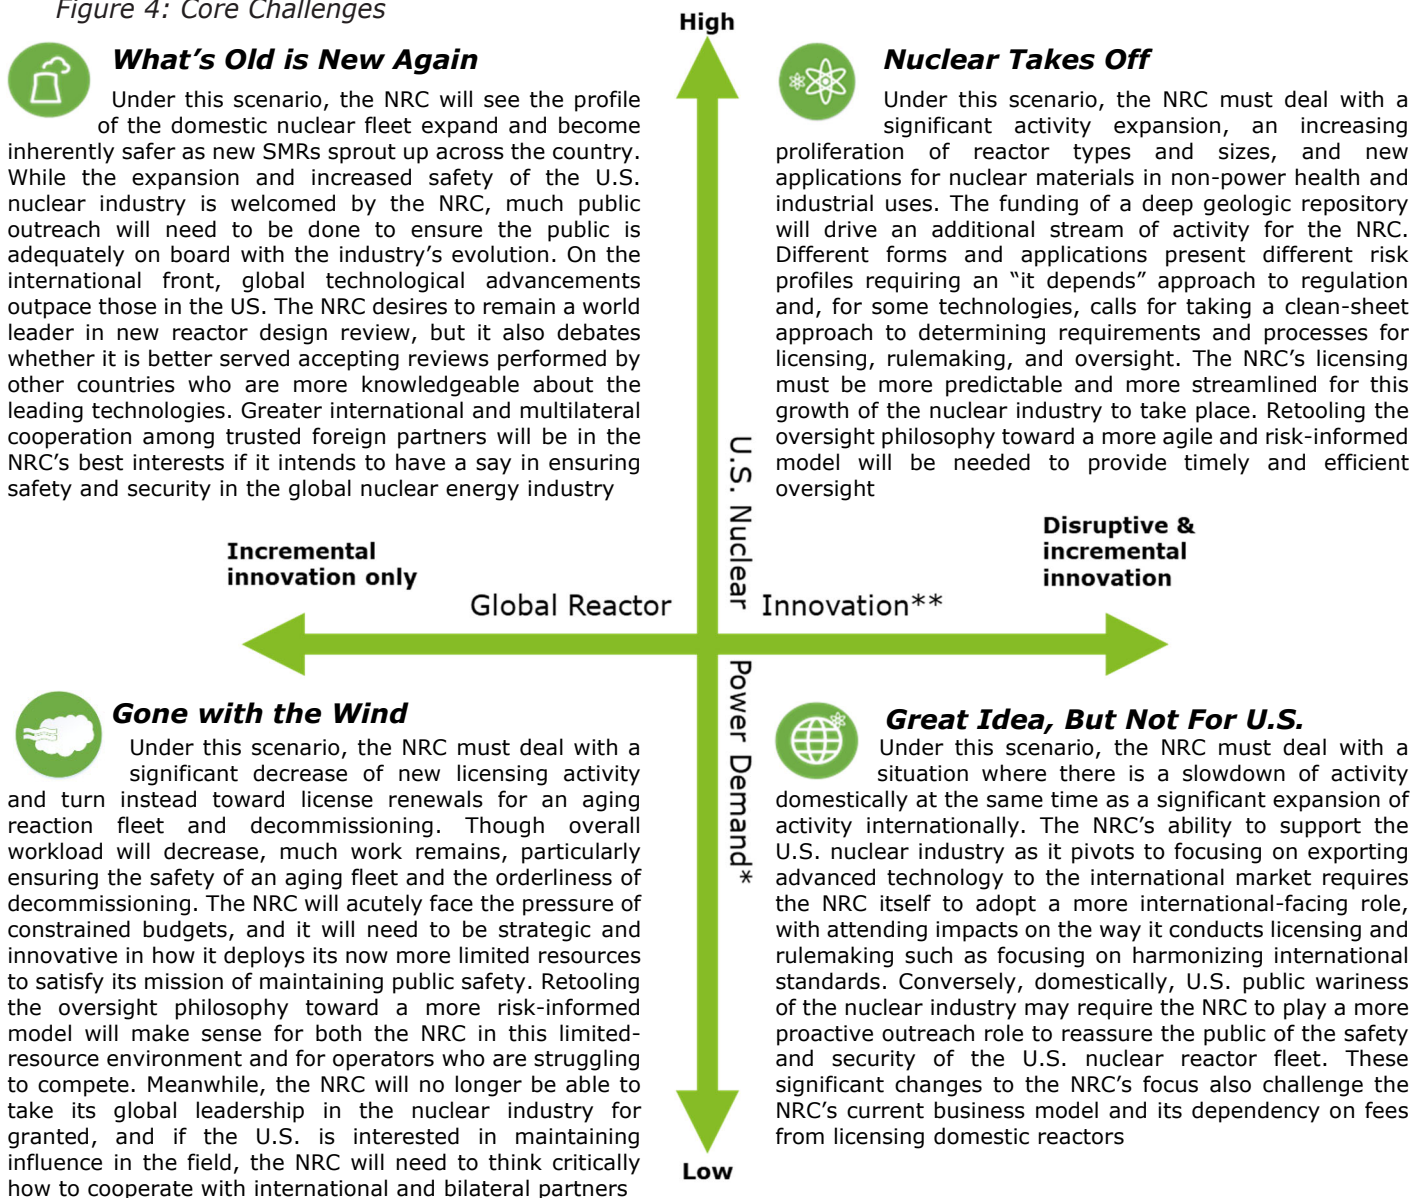 Figure 4: Core Challenges
High
What's Old is New Again
Under this scenario, the NRC will see the profile
of the domestic nuclear fleet expand and become
inherently safer as new SMRs sprout up across the country.
While the expansion and increased safety of the U.S.
nuclear industry is welcomed by the NRC, much public
outreach will need to be done to ensure the public is
adequately on board with the industry's evolution. On the
international front, global technological advancements
outpace those in the US. The NRC desires to remain a world
leader in new reactor design review, but it also debates
whether it is better served accepting reviews performed by
other countries who are more knowledgeable about the
leading technologies. Greater international and multilateral
cooperation among trusted foreign partners will be in the
NRC's best interests if it intends to have a say in ensuring
safety and security in the global nuclear energy industry
Nuclear Takes Off
Under this scenario, the NRC must deal with a
significant activity expansion, an increasing
proliferation of reactor types and sizes, and new
applications for nuclear materials in non-power health and
industrial uses. The funding of a deep geologic repository
will drive an additional stream of activity for the NRC.
Different forms and applications present different risk
profiles requiring an “it depends” approach to regulation
and, for some technologies, calls for taking a clean-sheet
approach to determining requirements and processes for
licensing, rulemaking, and oversight. The NRC's licensing
must be more predictable and more streamlined for this
growth of the nuclear industry to take place. Retooling the
oversight philosophy toward a more agile and risk-informed
model will be needed to provide timely and efficient
oversight
Incremental
innovation only
Disruptive &
incremental
innovation
Global Reactor Innovation**
U.S. Nuclear Power Demand*
Gone with the Wind
Under this scenario, the NRC must deal with a
significant decrease of new licensing activity
and turn instead toward license renewals for an aging
reaction fleet and decommissioning. Though overall
workload will decrease, much work remains, particularly
ensuring the safety of an aging fleet and the orderliness of
decommissioning. The NRC will acutely face the pressure of
constrained budgets, and it will need to be strategic and
innovative in how it deploys its now more limited resources
to satisfy its mission of maintaining public safety. Retooling
the oversight philosophy toward a more risk-informed
model will make sense for both the NRC in this limited-
resource environment and for operators who are struggling
to compete. Meanwhile, the NRC will no longer be able to
take its global leadership in the nuclear industry for
granted, and if the U.S. is interested in maintaining
influence in the field, the NRC will need to think critically
how to cooperate with international and bilateral partners
Great Idea, But Not For U.S.
Under this scenario, the NRC must deal with a
situation where there is a slowdown of activity
domestically at the same time as a significant expansion of
activity internationally. The NRC's ability to support the
U.S. nuclear industry as it pivots to focusing on exporting
advanced technology to the international market requires
the NRC itself to adopt a more international-facing role,
with attending impacts on the way it conducts licensing and
rulemaking such as focusing on harmonizing international
standards. Conversely, domestically, U.S. public wariness
of the nuclear industry may require the NRC to play a more
proactive outreach role to reassure the public of the safety
and security of the U.S. nuclear reactor fleet. These
significant changes to the NRC's focus also challenge the
NRC's current business model and its dependency on fees
from licensing domestic reactors
Low